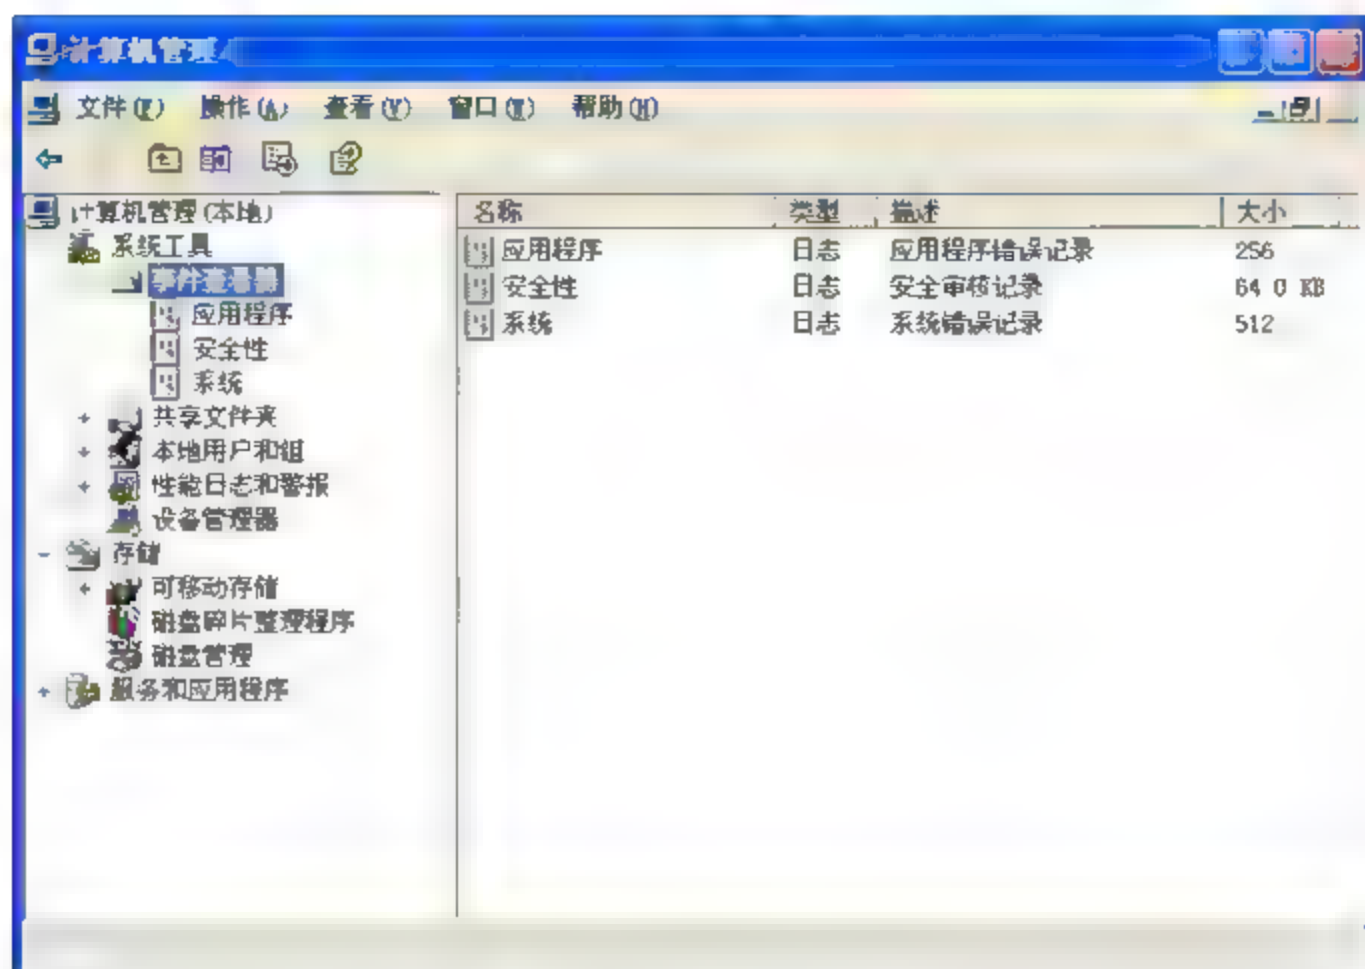 计算机管理
文件(F) 操作(A) 查看(V) 窗口(W) 帮助(H)
计算机管理(本地)
系统工具
事件查看器
应用程序
安全性
系统
共享文件夹
本地用户和组
性能日志和警报
设备管理器
存储
可移动存储
磁盘碎片整理程序
磁盘管理
服务和应用程序
名称 类型 描述 大小
应用程序 日志 应用程序错误记录 256
安全性 日志 安全审核记录 64 0 KB
系统 日志 系统错误记录 512